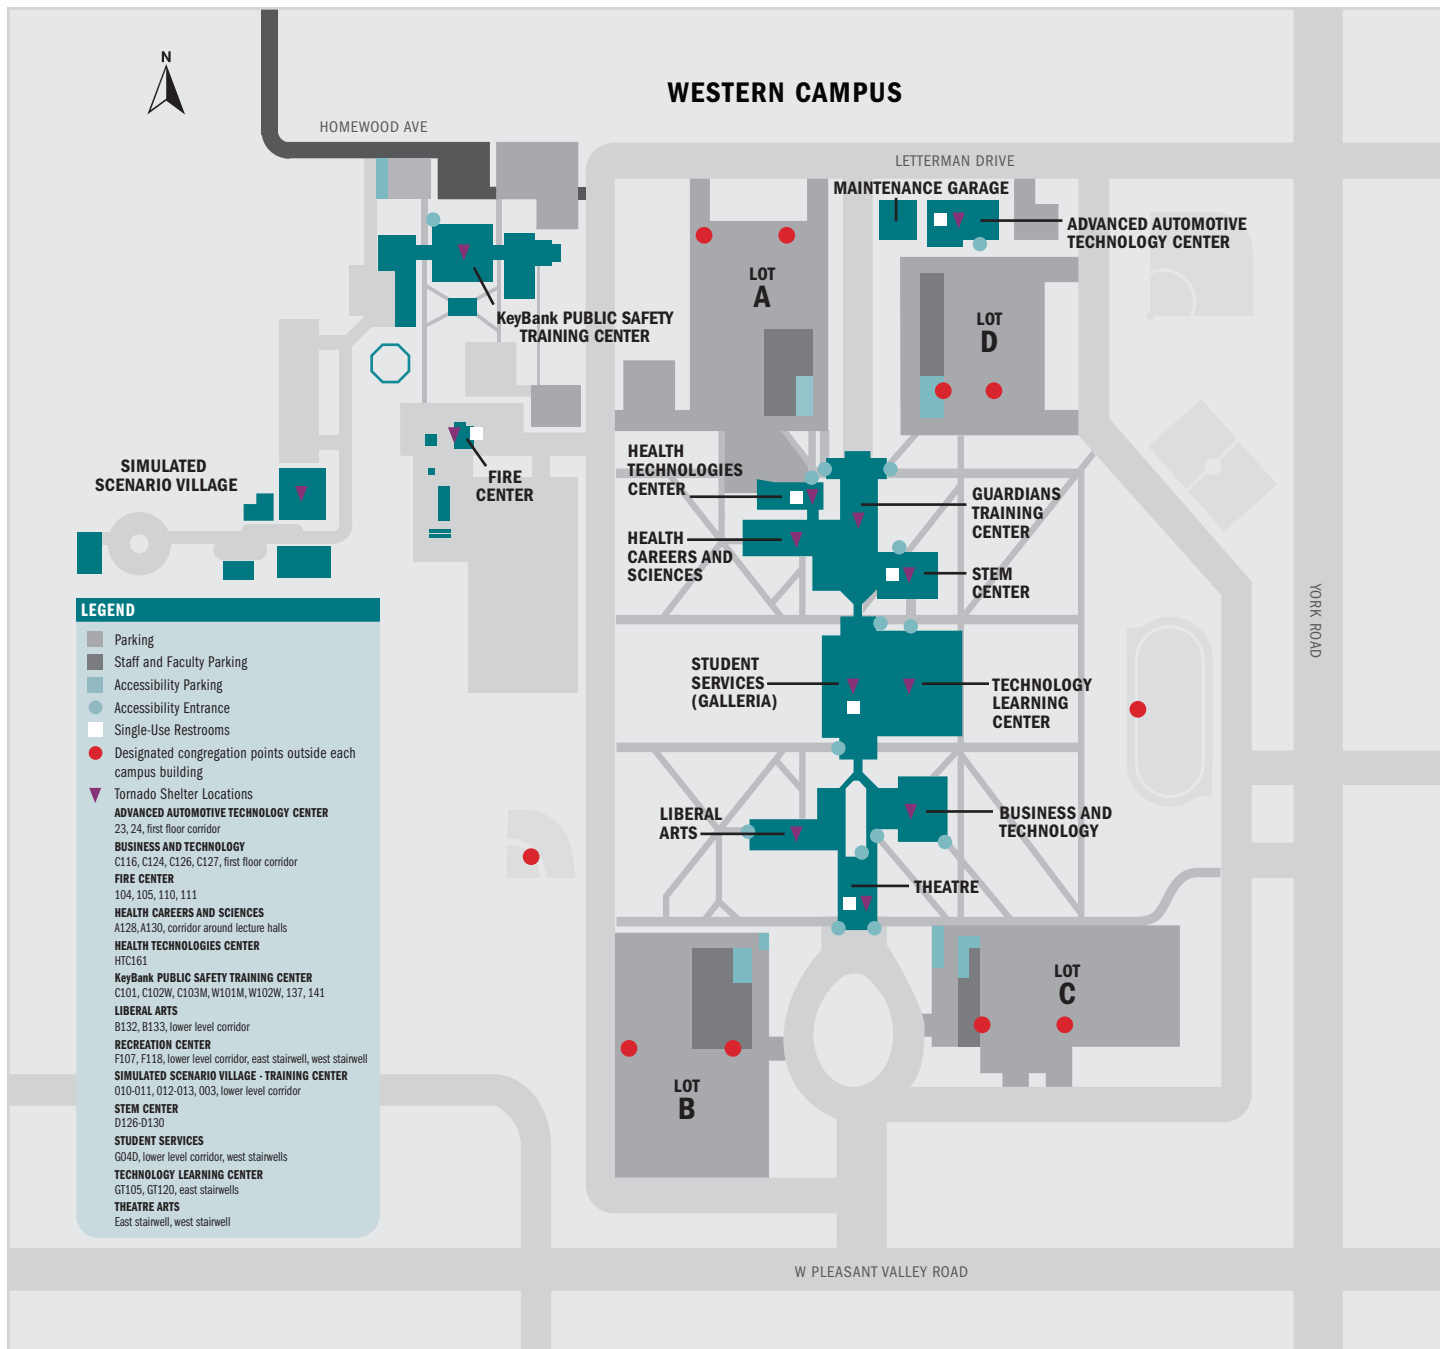 N
WESTERN CAMPUS
HOMEWOOD AVE
LETTERMAN DRIVE
MAINTENANCE GARAGE
ADVANCED AUTOMOTIVE
TECHNOLOGY CENTER
LOT
A
LOT
D
KeyBank PUBLIC SAFETY
TRAINING CENTER
HEALTH
TECHNOLOGIES
CENTER
SIMULATED
SCENARIO VILLAGE
FIRE
CENTER
GUARDIANS
TRAINING
CENTER
HEALTH
CAREERS AND
SCIENCES
STEM
CENTER
YORK ROAD
STUDENT
SERVICES
(GALLERIA)
TECHNOLOGY
LEARNING
CENTER
LIBERAL
ARTS
BUSINESS AND
TECHNOLOGY
THEATRE
LOT
C
LOT
B
W PLEASANT VALLEY ROAD
LEGEND
Parking
Staff and Faculty Parking
Accessibility Parking
Accessibility Entrance
Single-Use Restrooms
Designated congregation points outside each
campus building
Tornado Shelter Locations
ADVANCED AUTOMOTIVE TECHNOLOGY CENTER
23, 24, first floor corridor
BUSINESS AND TECHNOLOGY
C116, C124, C126, C127, first floor corridor
FIRE CENTER
104, 105, 110, 111
HEALTH CAREERS AND SCIENCES
A128, A130, corridor around lecture halls
HEALTH TECHNOLOGIES CENTER
HTC161
KeyBank PUBLIC SAFETY TRAINING CENTER
C101, C102W, C103M, W101M, W102W, 137, 141
LIBERAL ARTS
B132, B133, lower level corridor
RECREATION CENTER
F107, F118, lower level corridor, east stairwell, west stairwell
SIMULATED SCENARIO VILLAGE - TRAINING CENTER
010-011, 012-013, 003, lower level corridor
STEM CENTER
D126-D130
STUDENT SERVICES
G04D, lower level corridor, west stairwells
TECHNOLOGY LEARNING CENTER
GT105, GT120, east stairwells
THEATRE ARTS
East stairwell, west stairwell